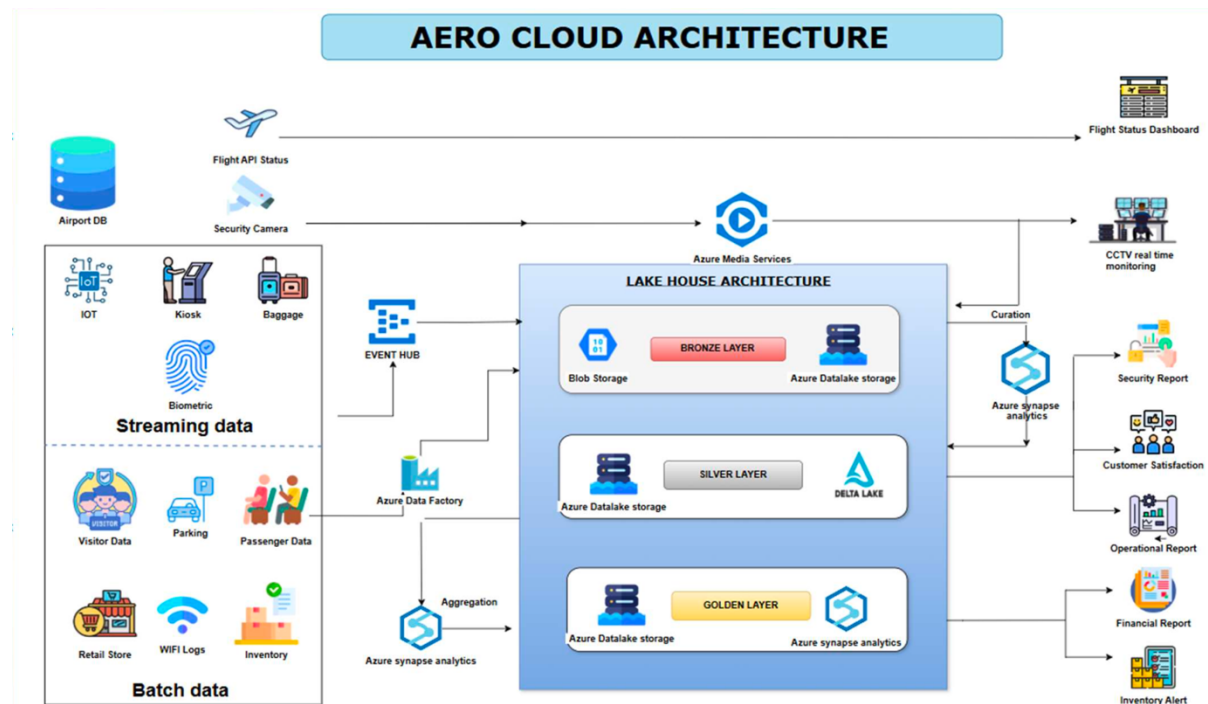 AERO CLOUD ARCHITECTURE
Flight API Status
Flight Status Dashboard
Airport DB
Security Camera
Azure Media Services
CCTV real time
monitoring
IoT
IOT
Kiosk
Baggage
Biometric
Streaming data
EVENT HUB
LAKE HOUSE ARCHITECTURE
10
01
Blob Storage
BRONZE LAYER
Azure Datalake storage
Curation
Azure synapse
analytics
Security Report
Customer Satisfaction
Operational Report
Azure Data Factory
Azure Datalake storage
SILVER LAYER
DELTA LAKE
VISITOR
Visitor Data
P
Parking
Passenger Data
Retail Store
WIFI Logs
Inventory
Batch data
Aggregation
Azure synapse analytics
Azure Datalake storage
GOLDEN LAYER
Azure synapse analytics
Financial Report
Inventory Alert